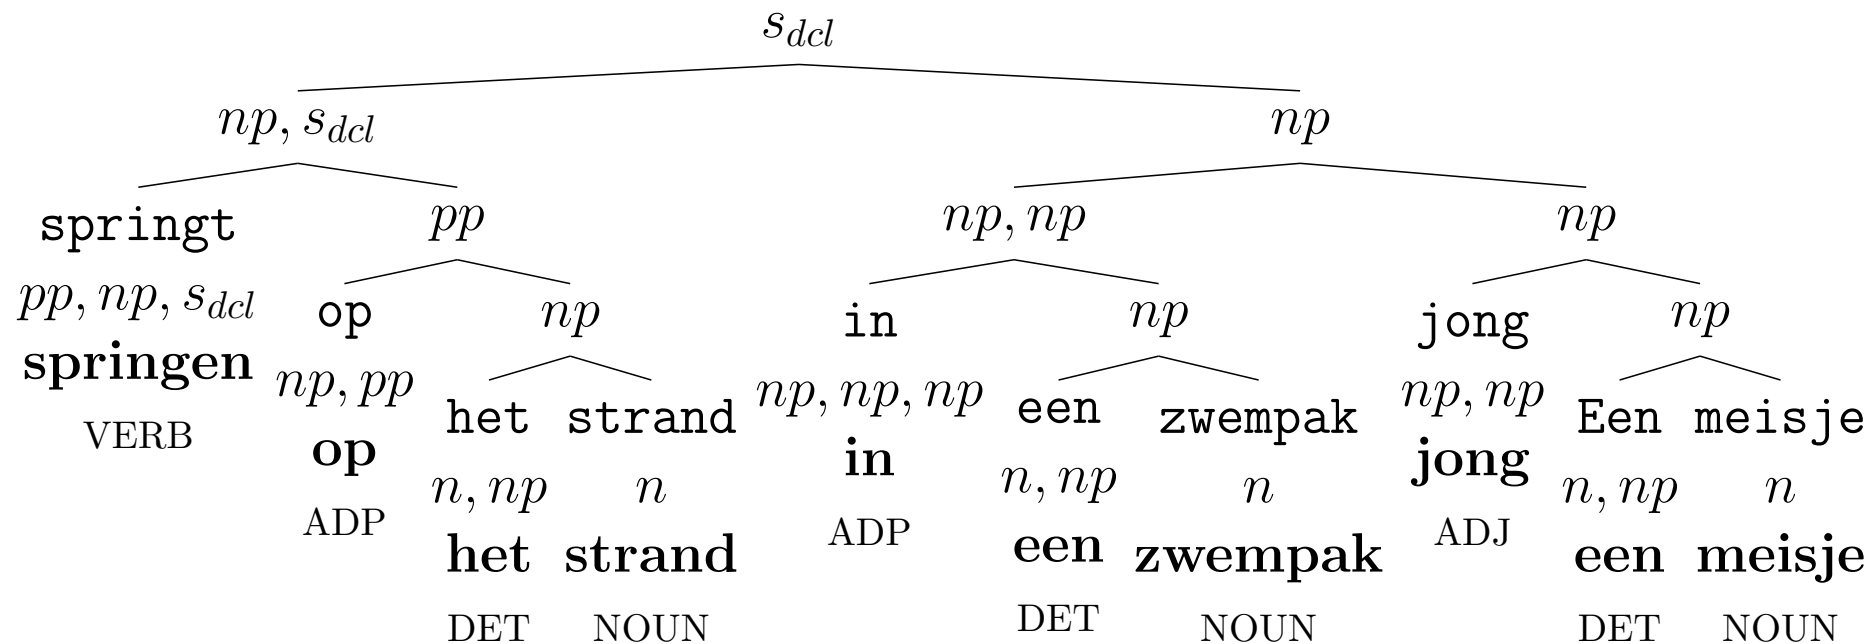 s_dcl
np, s_dcl np
springt pp np, np np
pp, np, s_dcl op np in np jong np
springen np, pp het strand np, np, np een zwempak np, np Een meisje
VERB op n, np n in n, np n jong n, np n
ADP het strand ADP een zwempak ADJ een meisje
DET NOUN DET NOUN DET NOUN